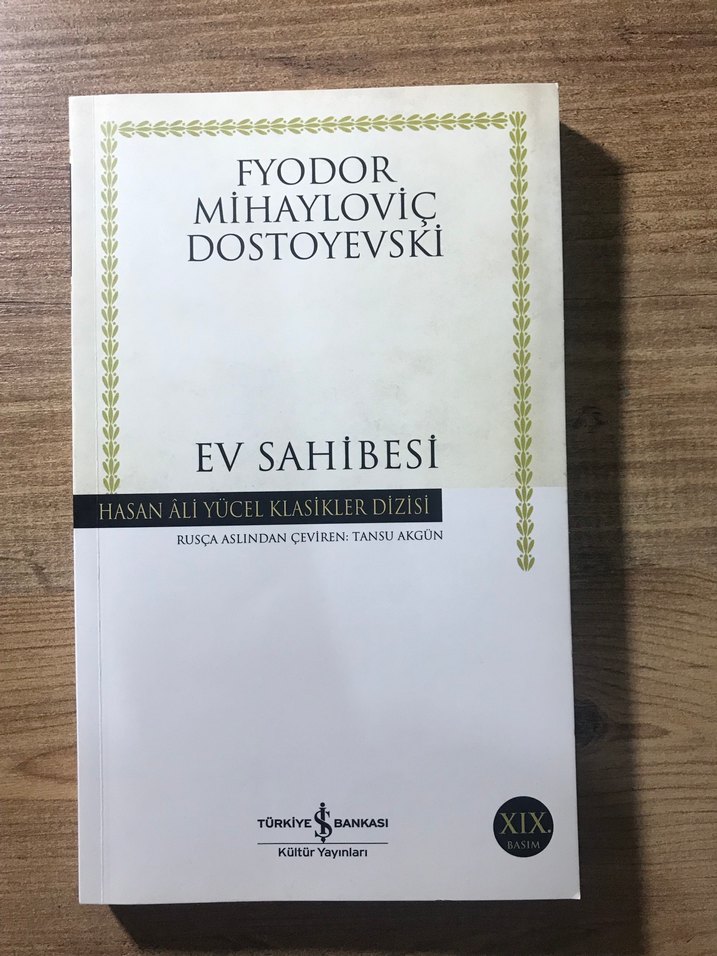 FYODOR
MİHAYLOVİÇ
DOSTOYEVSKİ
EV SAHİBESİ
HASAN ÂLİ YÜCEL KLASİKLER DİZİSİ
RUSÇA ASLINDAN ÇEVİREN: TANSU AKGÜN
TÜRKİYE İŞ BANKASI
Kültür Yayınları
XIX.
BASIM